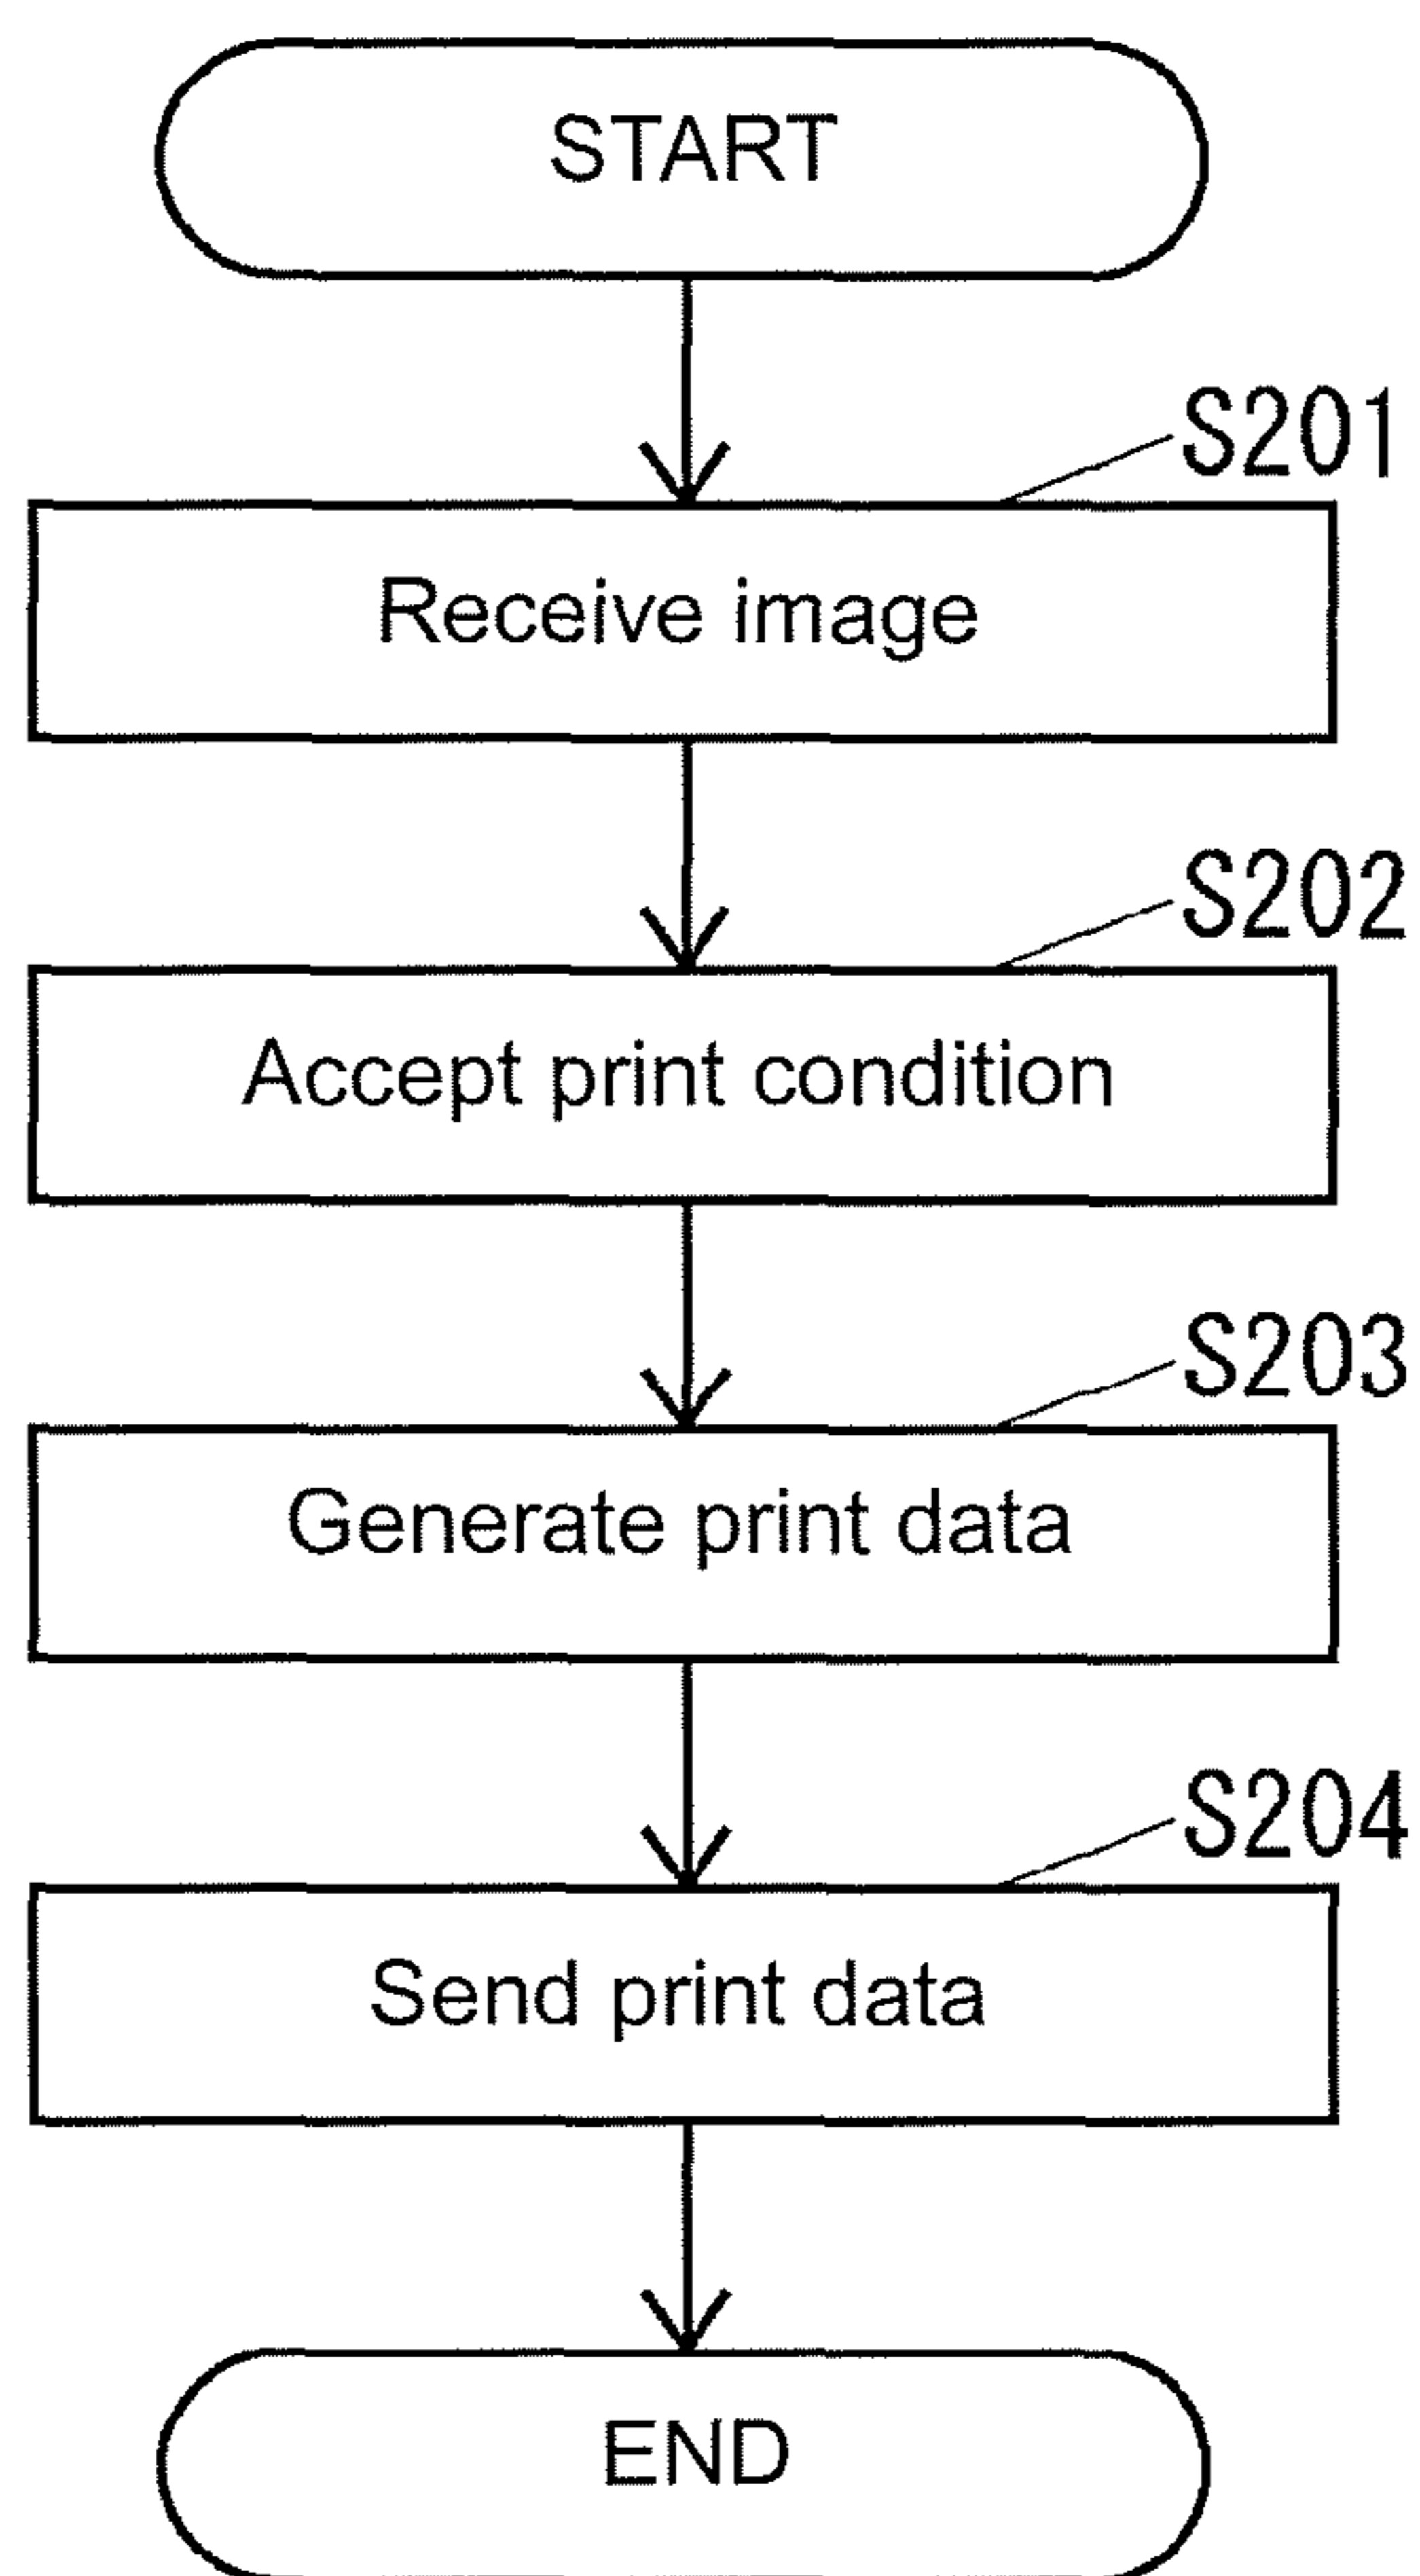 START
S201
Receive image
S202
Accept print condition
S203
Generate print data
S204
Send print data
END